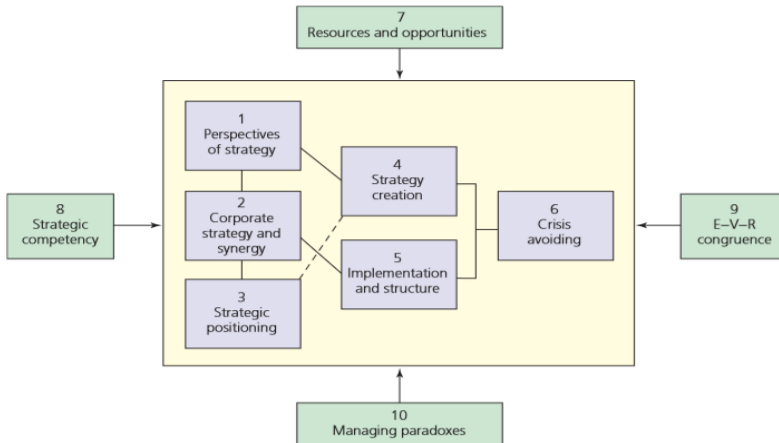 7
Resources and opportunities
1
Perspectives
of strategy
4
Strategy
creation
8
Strategic
competency
2
Corporate
strategy and
synergy
6
Crisis
avoiding
9
E–V–R
congruence
5
Implementation
and structure
3
Strategic
positioning
10
Managing paradoxes